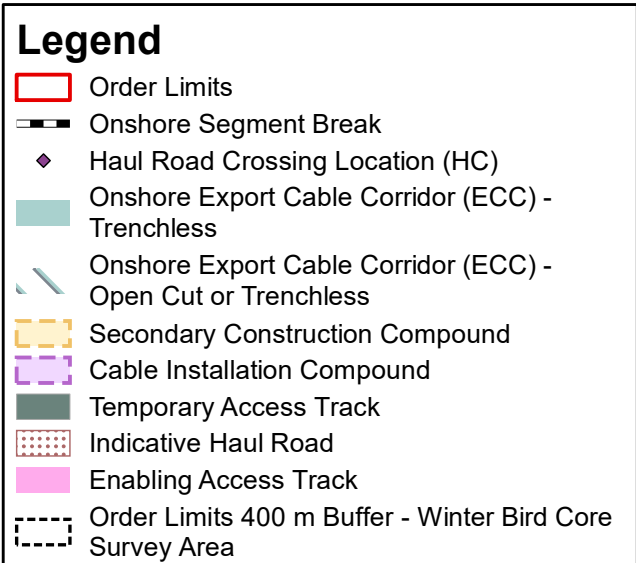 Legend
Order Limits
Onshore Segment Break
Haul Road Crossing Location (HC)
Onshore Export Cable Corridor (ECC) -
Trenchless
Onshore Export Cable Corridor (ECC) -
Open Cut or Trenchless
Secondary Construction Compound
Cable Installation Compound
Temporary Access Track
Indicative Haul Road
Enabling Access Track
Order Limits 400 m Buffer - Winter Bird Core
Survey Area